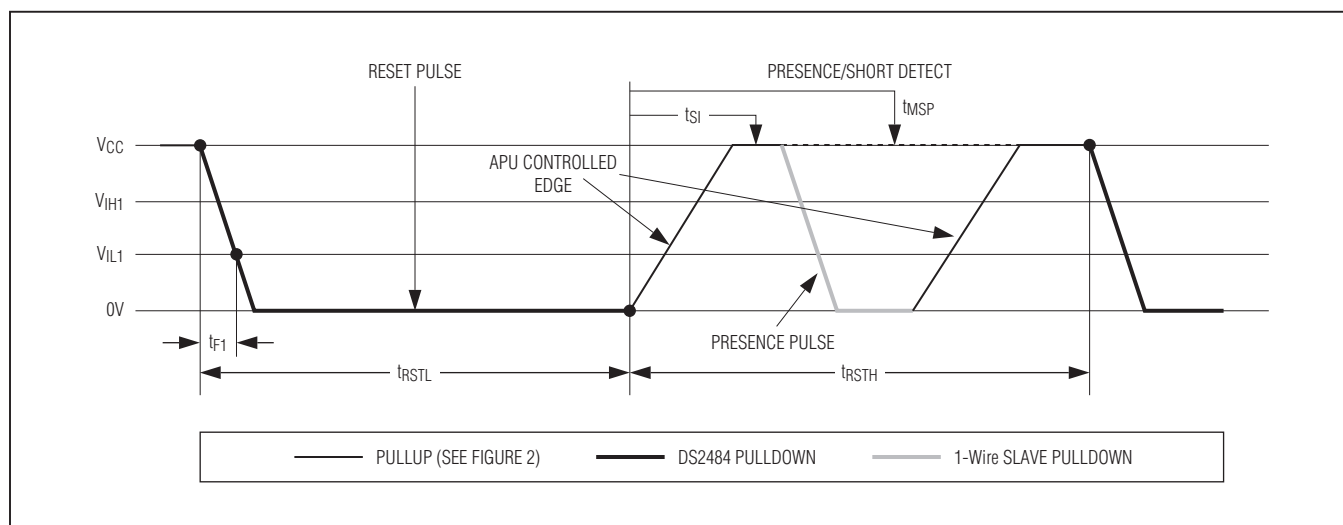 RESET PULSE
PRESENCE/SHORT DETECT
tMSP
tSI
VCC
APU CONTROLLED
EDGE
VIH1
VIL1
0V
PRESENCE PULSE
tF1
tRSTL
tRSTH
PULLUP (SEE FIGURE 2)
DS2484 PULLDOWN
1-Wire SLAVE PULLDOWN